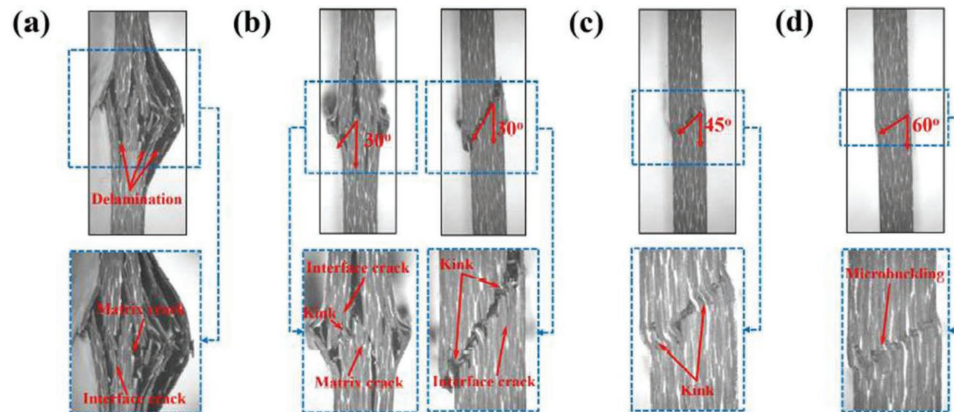 (a)
(b)
(c)
(d)
30°
30°
45°
60°
Delamination
Matrix crack
Interface crack
Interface crack
Kink
Matrix crack
Kink
Interface crack
Kink
Microbuckling